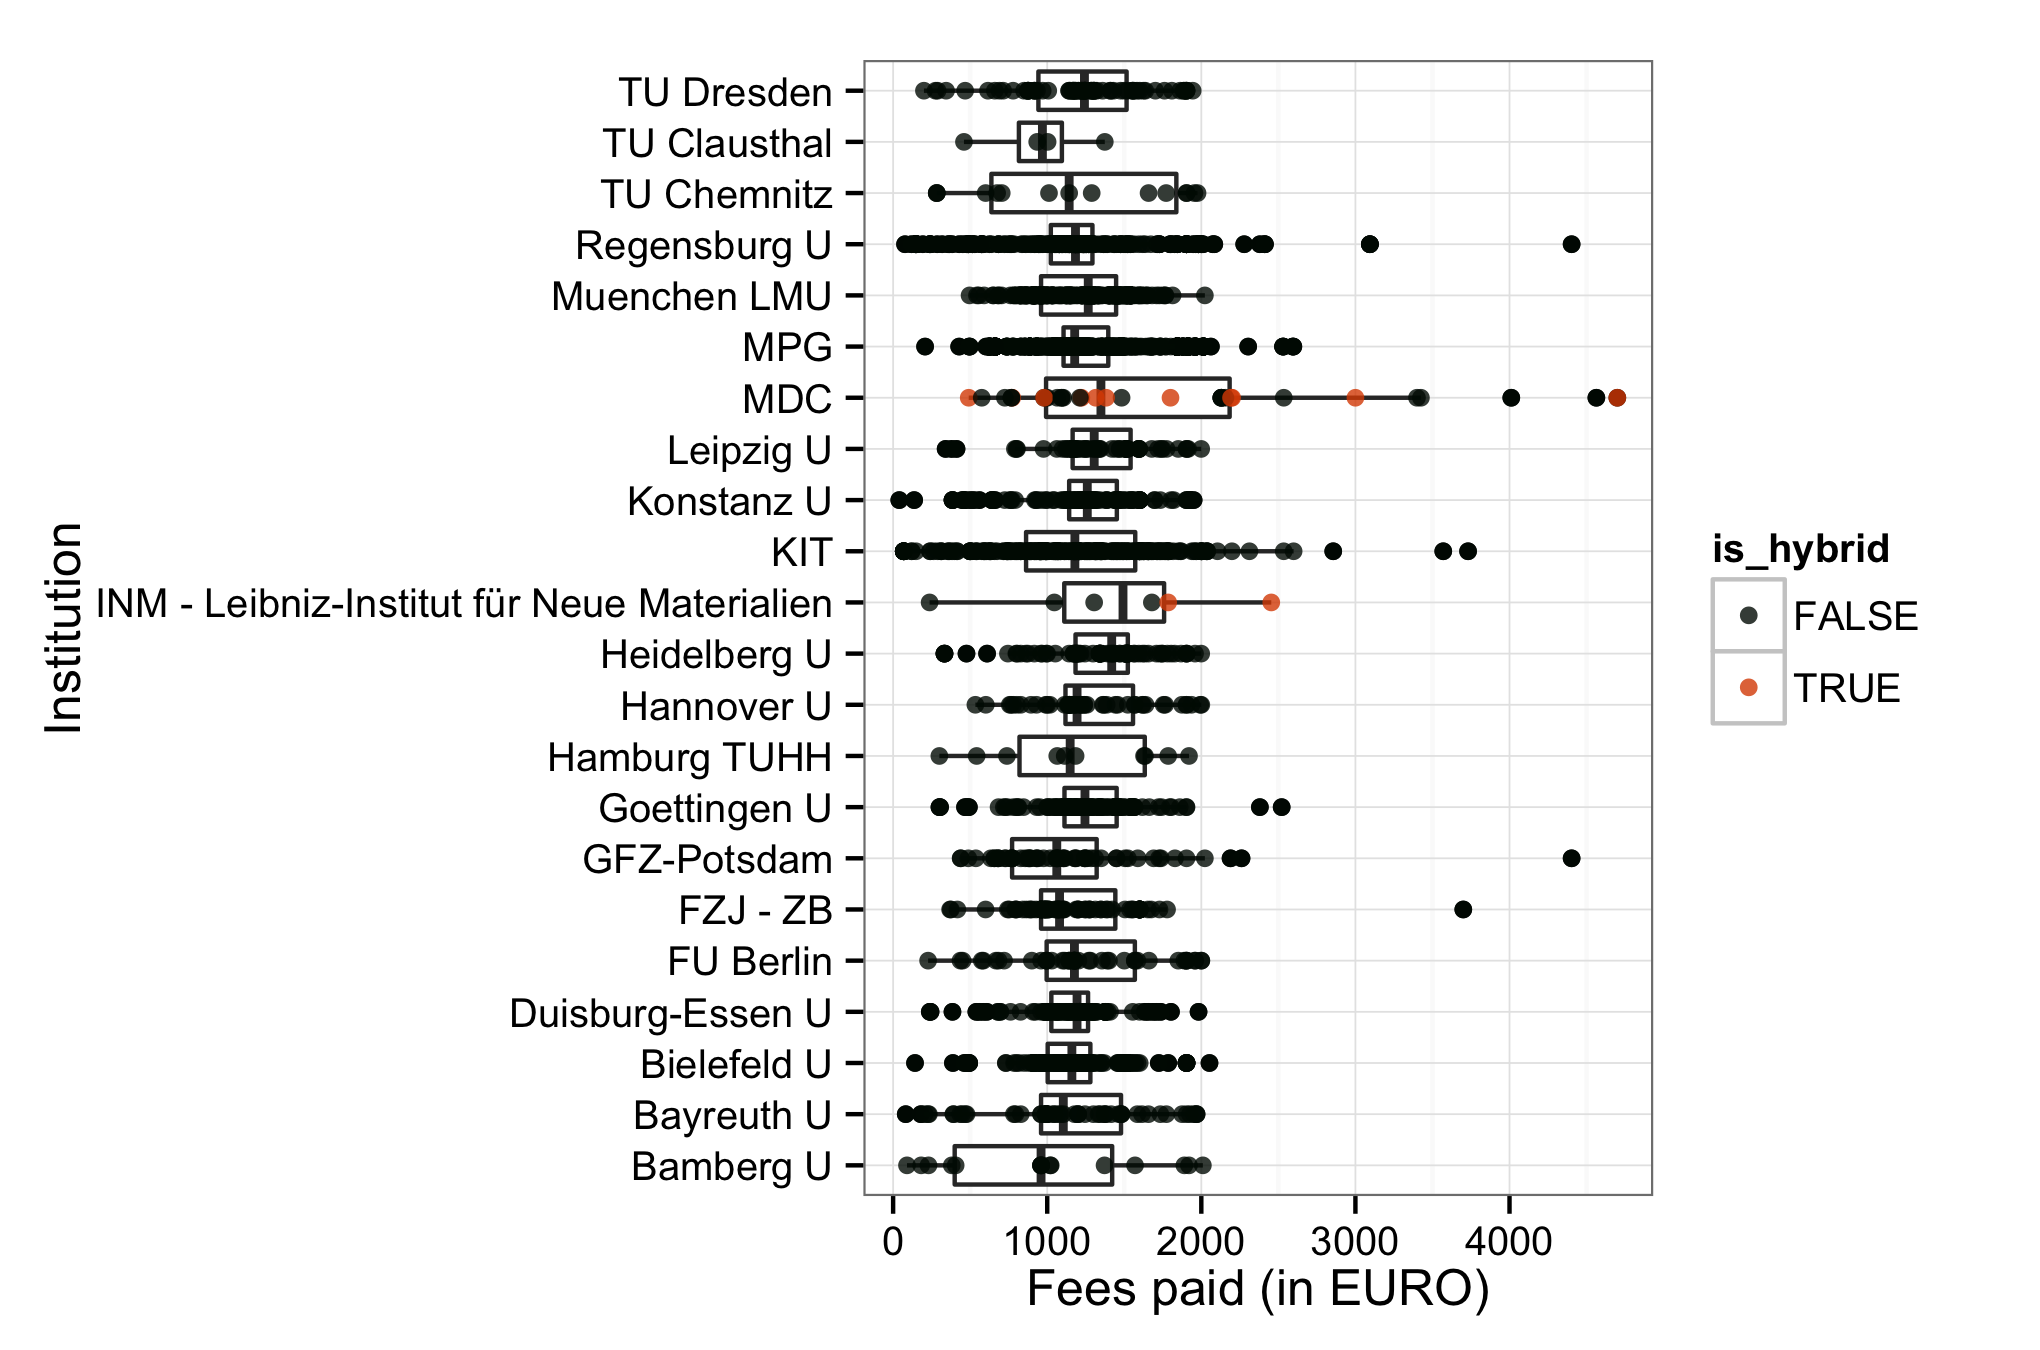 TU Dresden
TU Clausthal
TU Chemnitz
Regensburg U
Muenchen LMU
MPG
MDC
Leipzig U
Konstanz U
KIT
INM - Leibniz-Institut für Neue Materialien
Heidelberg U
Hannover U
Hamburg TUHH
Goettingen U
GFZ-Potsdam
FZJ - ZB
FU Berlin
Duisburg-Essen U
Bielefeld U
Bayreuth U
Bamberg U
Institution
0 1000 2000 3000 4000
Fees paid (in EURO)
is_hybrid
FALSE
TRUE